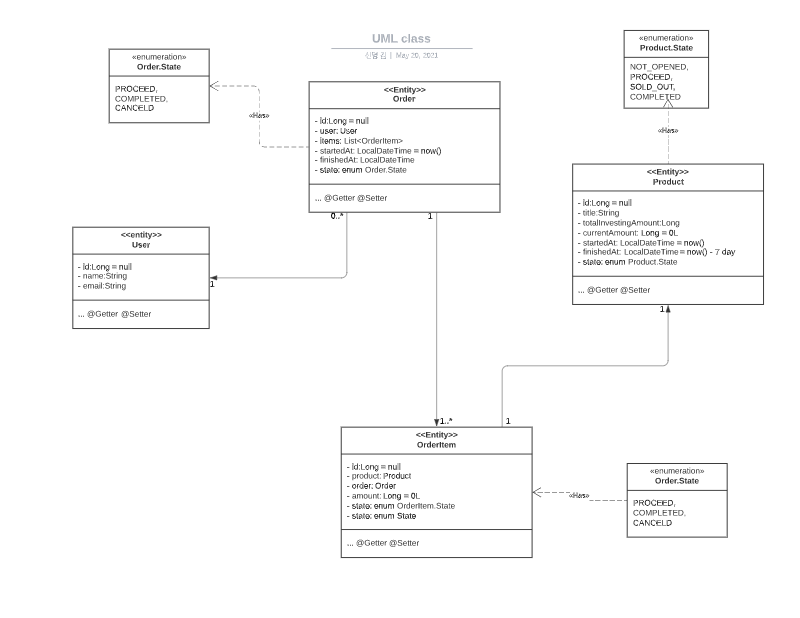 UML class
신념 김 | May 20, 2021
«enumeration»
Order.State
PROCEED,
COMPLETED,
CANCELD
«Has»
<<Entity>>
Order
- id:Long = null
- user: User
- items: List<OrderItem>
- startedAt: LocalDateTime = now()
- finishedAt: LocalDateTime
- state: enum Order.State
... @Getter @Setter
0..*
1
«enumeration»
Product.State
NOT_OPENED,
PROCEED,
SOLD_OUT,
COMPLETED
«Has»
<<Entity>>
Product
- id:Long = null
- title:String
- totalInvestingAmount:Long
- currentAmount: Long = 0L
- startedAt: LocalDateTime = now()
- finishedAt: LocalDateTime = now() - 7 day
- state: enum Product.State
... @Getter @Setter
1
<<entity>>
User
- id:Long = null
- name:String
- email:String
... @Getter @Setter
1
1..*
1
<<Entity>>
OrderItem
- id:Long = null
- product: Product
- order: Order
- amount: Long = 0L
- state: enum OrderItem.State
- state: enum State
... @Getter @Setter
«Has»
«enumeration»
Order.State
PROCEED,
COMPLETED,
CANCELD